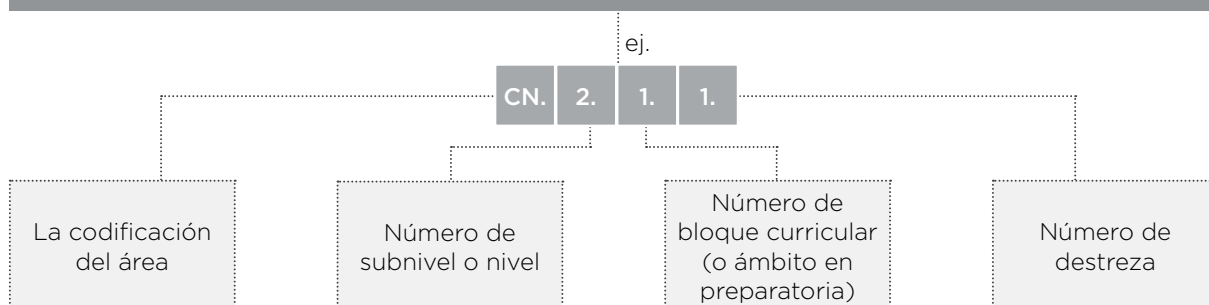 ej.
CN. 2. 1. 1.
La codificación
del área
Número de
subnivel o nivel
Número de
bloque curricular
(o ámbito en
preparatoria)
Número de
destreza